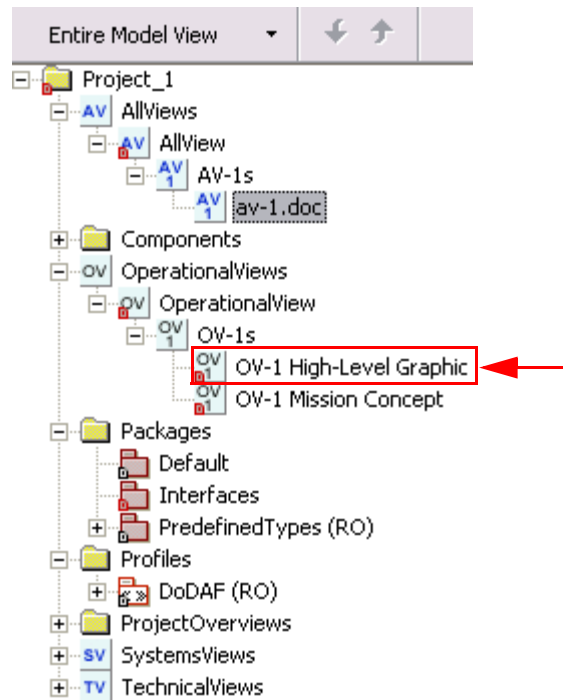 Entire Model View
Project_1
AV AllViews
AV AllView
AV 1 AV-1s
AV 1 av-1.doc
Components
OV OperationalViews
OV OperationalView
OV 1 OV-1s
OV 1 OV-1 High-Level Graphic
OV 1 OV-1 Mission Concept
Packages
Default
Interfaces
PredefinedTypes (RO)
Profiles
« » DoDAF (RO)
ProjectOverviews
SV SystemsViews
TV TechnicalViews